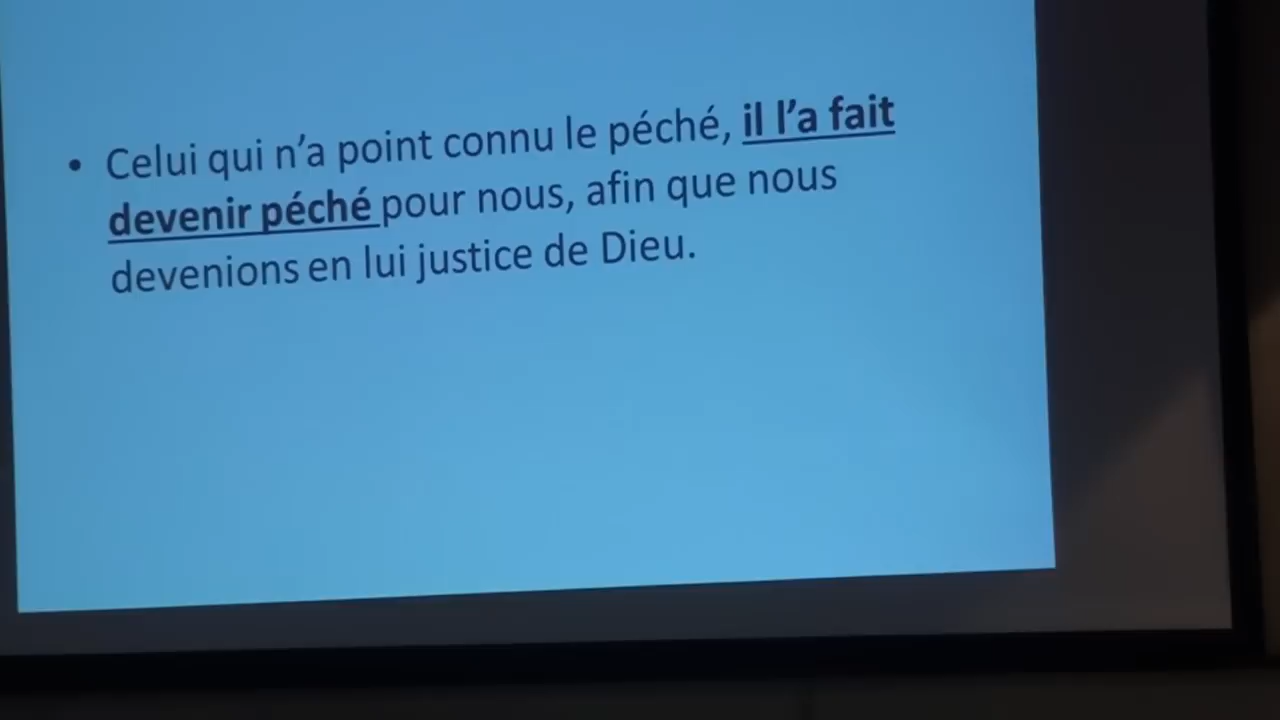 • Celui qui n’a point connu le péché, il l’a fait
devenir péché pour nous, afin que nous
devenions en lui justice de Dieu.